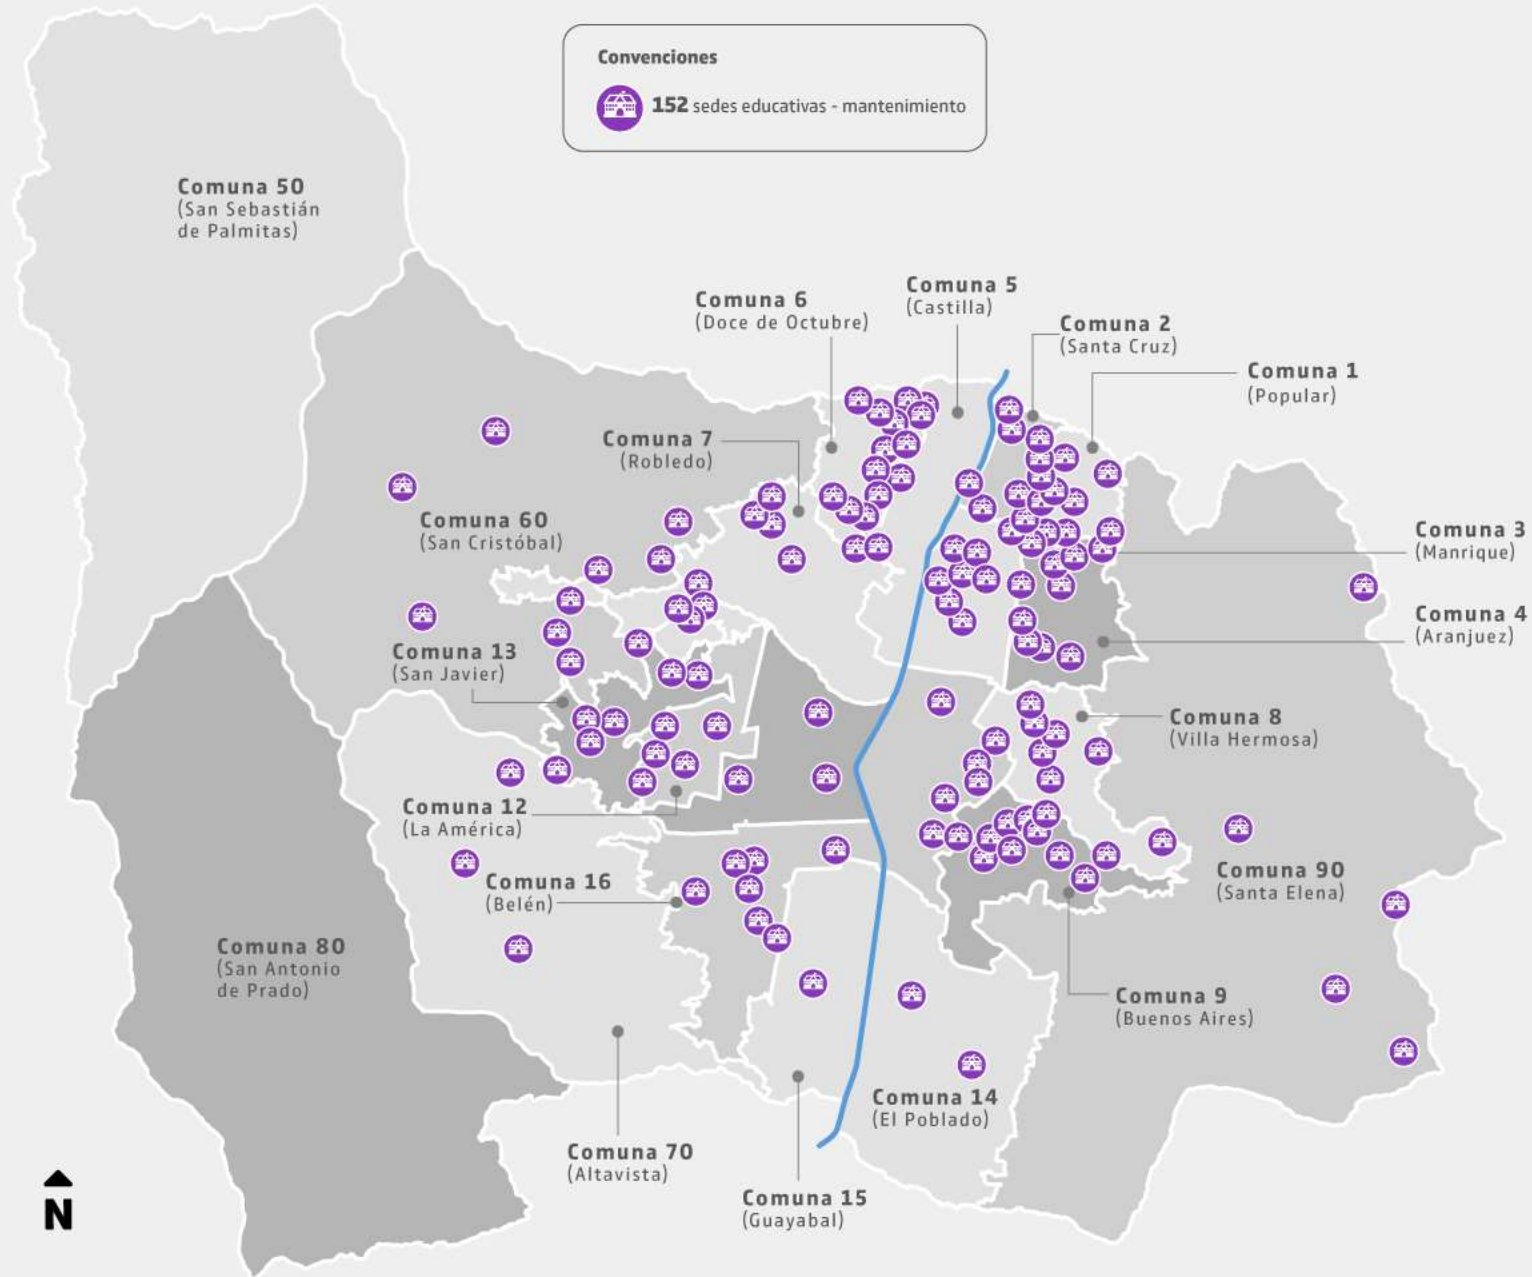 Convenciones
152 sedes educativas - mantenimiento
Comuna 50
(San Sebastián
de Palmitas)
Comuna 5
(Castilla)
Comuna 6
(Doce de Octubre)
Comuna 2
(Santa Cruz)
Comuna 1
(Popular)
Comuna 7
(Robledo)
Comuna 60
(San Cristóbal)
Comuna 3
(Manrique)
Comuna 4
(Aranjuez)
Comuna 13
(San Javier)
Comuna 8
(Villa Hermosa)
Comuna 12
(La América)
Comuna 16
(Belén)
Comuna 90
(Santa Elena)
Comuna 80
(San Antonio
de Prado)
Comuna 9
(Buenos Aires)
Comuna 14
(El Poblado)
Comuna 70
(Altavista)
Comuna 15
(Guayabal)
N